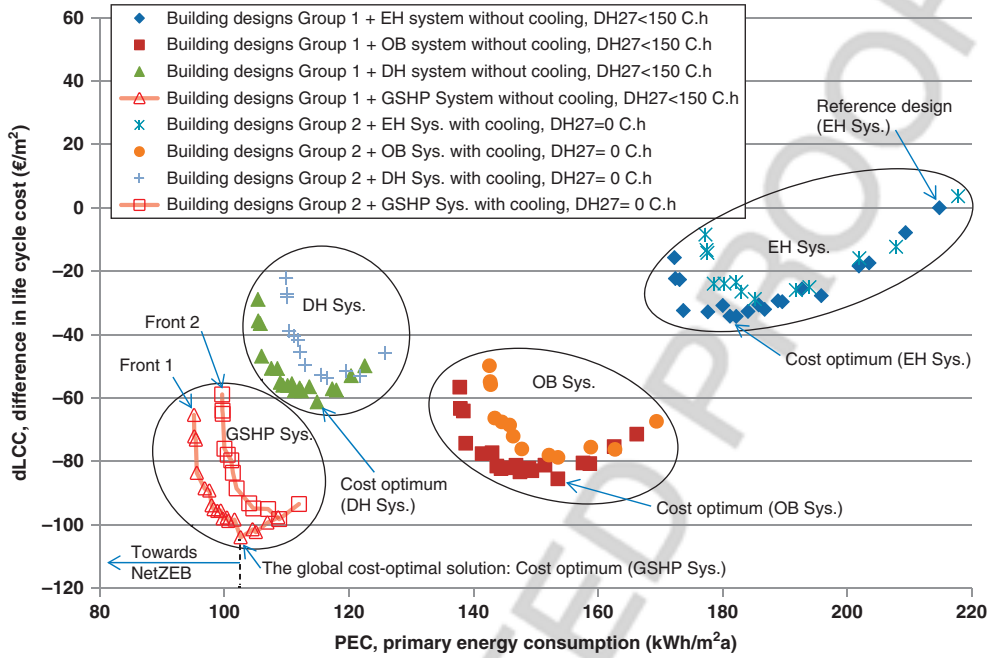 60
40
20
0
−20
−40
−60
−80
−100
−120
80
100
120
140
160
180
200
220
dLCC, difference in life cycle cost (€/m²)
PEC, primary energy consumption (kWh/m²a)
Building designs Group 1 + EH system without cooling, DH27<150 C.h
Building designs Group 1 + OB system without cooling, DH27<150 C.h
Building designs Group 1 + DH system without cooling, DH27<150 C.h
Building designs Group 1 + GSHP System without cooling, DH27<150 C.h
Building designs Group 2 + EH Sys. with cooling, DH27=0 C.h
Building designs Group 2 + OB Sys. with cooling, DH27= 0 C.h
Building designs Group 2 + DH Sys. with cooling, DH27= 0 C.h
Building designs Group 2 + GSHP Sys. with cooling, DH27= 0 C.h
Reference design
(EH Sys.)
EH Sys.
Cost optimum (EH Sys.)
DH Sys.
Front 2
Front 1
OB Sys.
GSHP Sys.
Cost optimum
(DH Sys.)
Cost optimum (OB Sys.)
Towards
NetZEB
The global cost-optimal solution: Cost optimum (GSHP Sys.)
TED PROOF